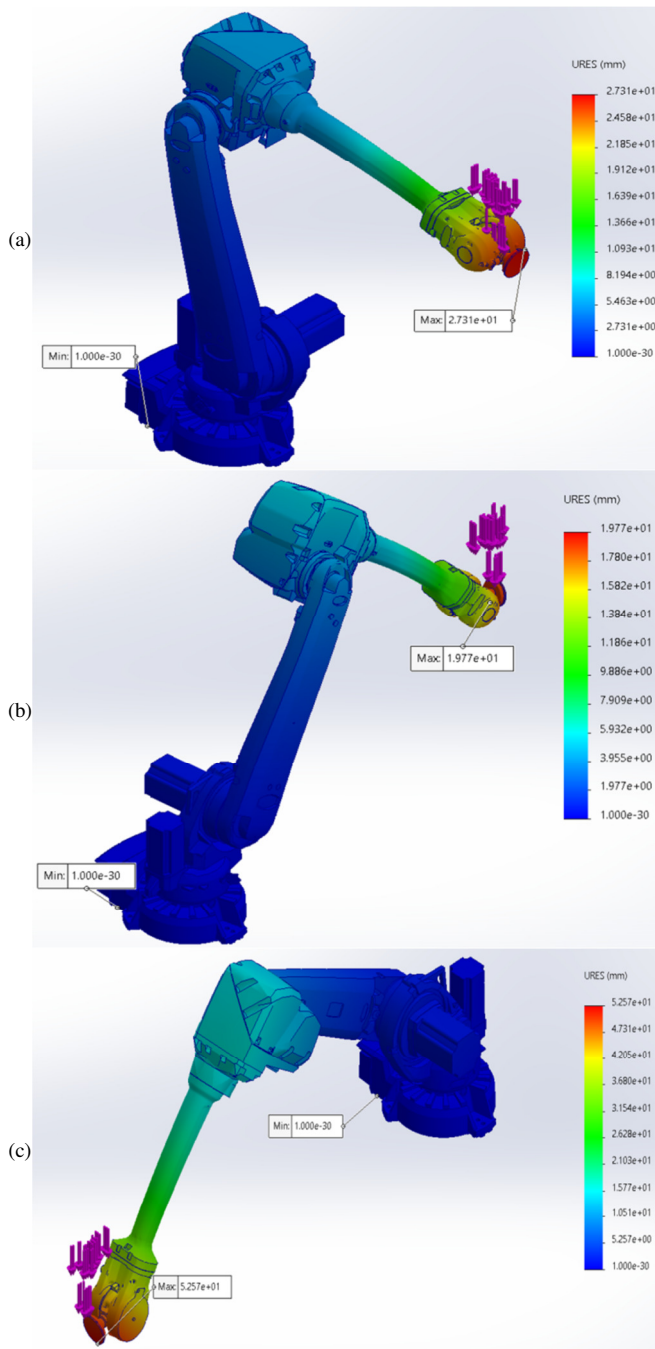 URES (mm)
2.731e+01
2.458e+01
2.185e+01
1.912e+01
1.639e+01
1.366e+01
1.093e+01
8.194e+00
5.463e+00
2.731e+00
1.000e-30
(a)
Max: 2.731e+01
Min: 1.000e-30
URES (mm)
1.977e+01
1.780e+01
1.582e+01
1.384e+01
1.186e+01
9.886e+00
7.909e+00
5.932e+00
3.955e+00
1.977e+00
1.000e-30
Max: 1.977e+01
(b)
Min: 1.000e-30
URES (mm)
5.257e+01
4.731e+01
4.205e+01
3.680e+01
3.154e+01
2.628e+01
2.103e+01
1.577e+01
1.051e+01
5.257e+00
1.000e-30
Min: 1.000e-30
(c)
Max: 5.257e+01